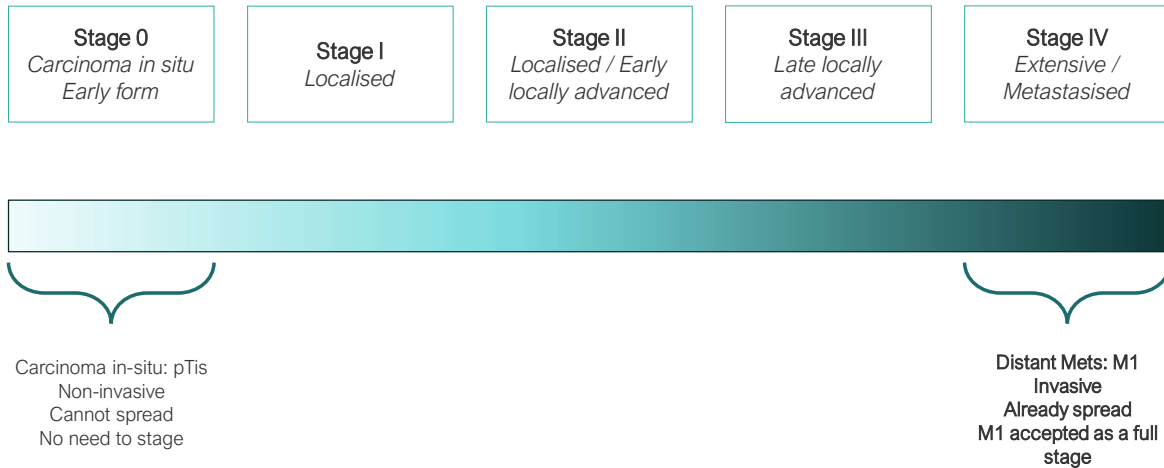 Stage 0
Carcinoma in situ
Early form
Stage I
Localised
Stage II
Localised / Early
locally advanced
Stage III
Late locally
advanced
Stage IV
Extensive /
Metastasised
Carcinoma in-situ: pTis
Non-invasive
Cannot spread
No need to stage
Distant Mets: M1
Invasive
Already spread
M1 accepted as a full
stage